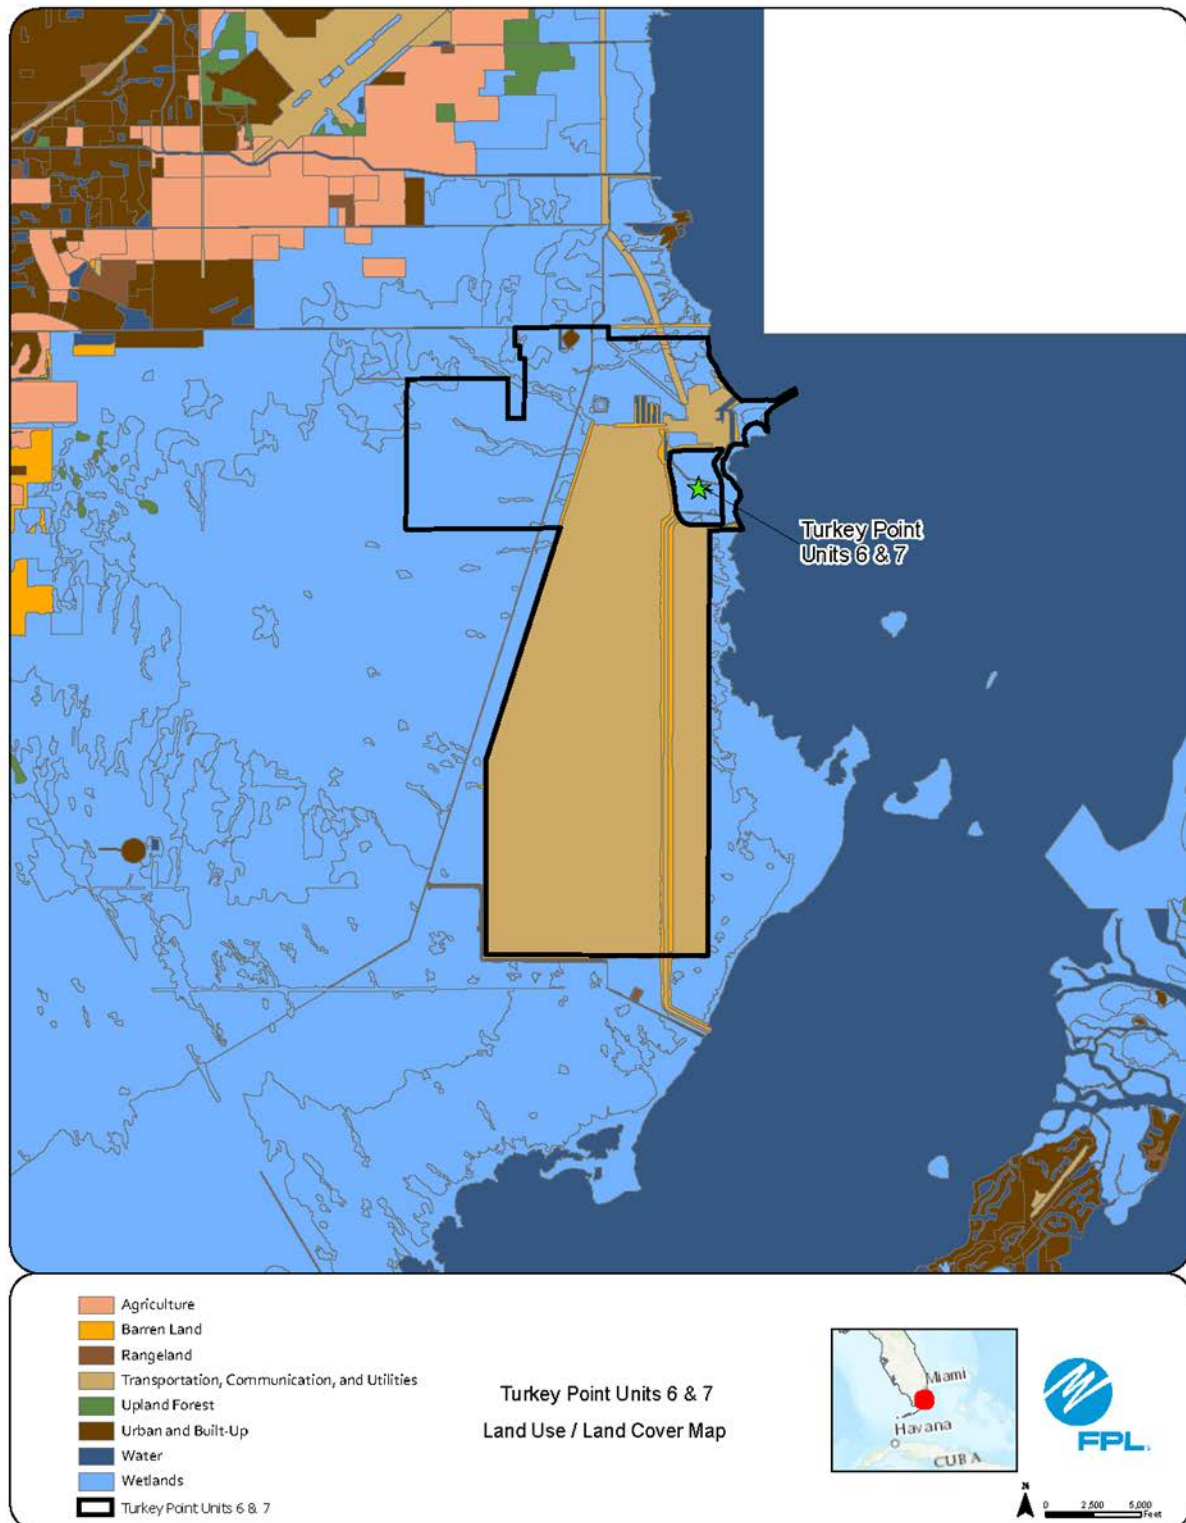 Turkey Point
Units 6 & 7
Agriculture
Barren Land
Rangeland
Transportation, Communication, and Utilities
Upland Forest
Urban and Built-Up
Water
Wetlands
Turkey Point Units 6 & 7
Turkey Point Units 6 & 7
Land Use / Land Cover Map
Miami
Havana
CUBA
FPL
N
0 2,500 5,000
Feet